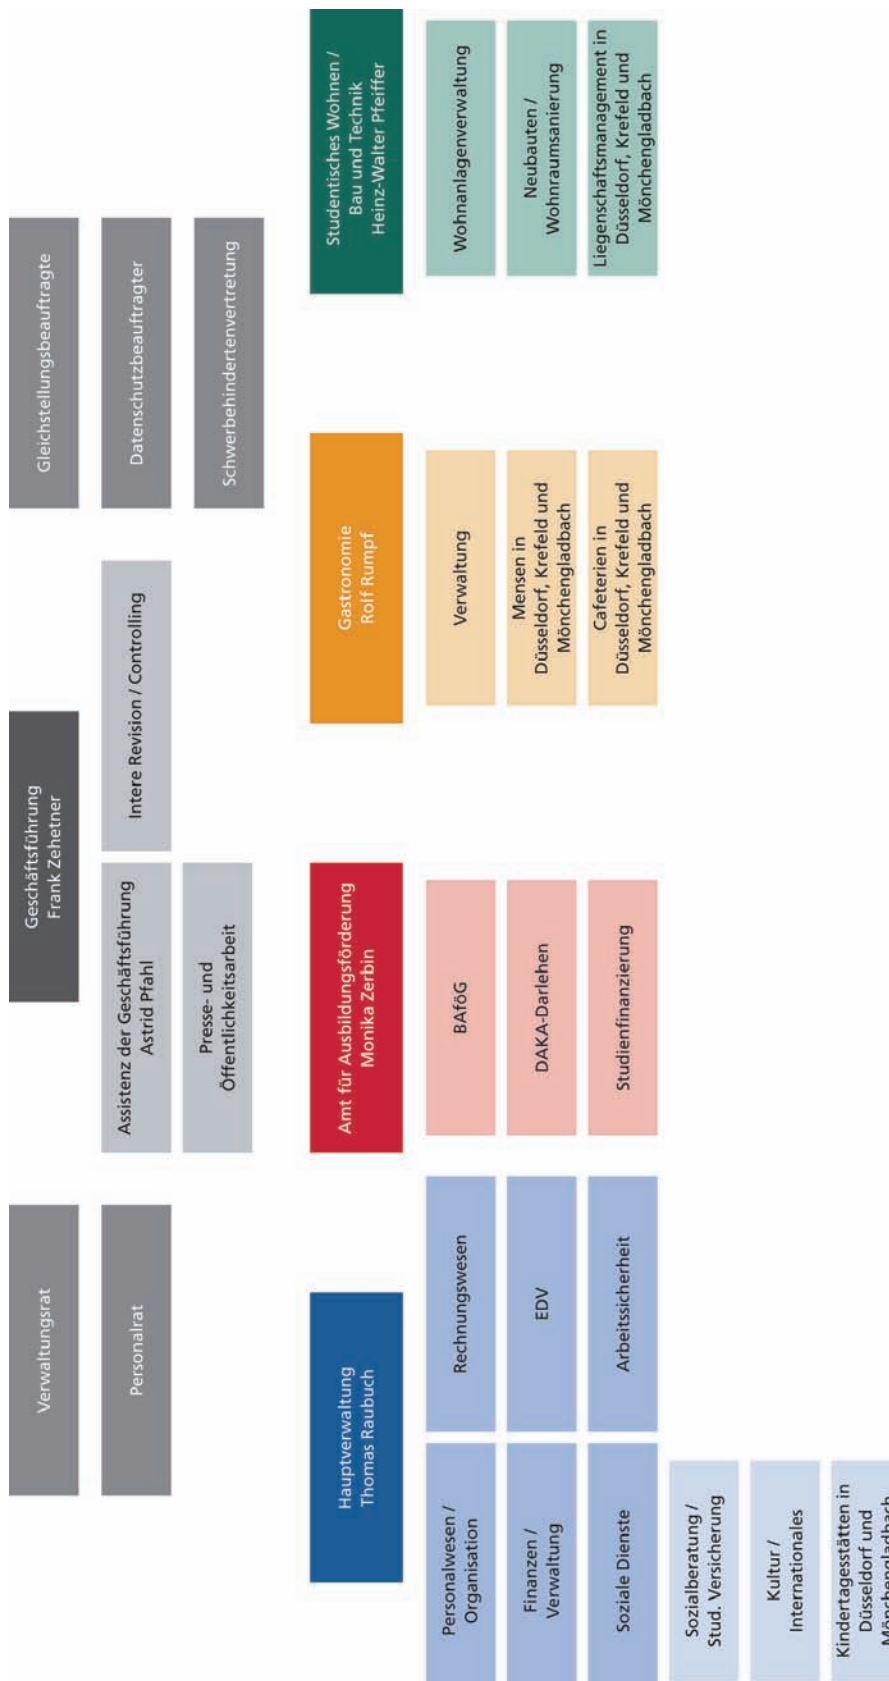 Verwaltungsrat
Personalrat
Geschäftsführung
Frank Zehetner
Assistenz der Geschäftsführung
Astrid Pfahl
Intere Revision / Controlling
Presse- und
Öffentlichkeitsarbeit
Gleichstellungsbeauftragte
Datenschutzbeauftragter
Schwerbehindertenvertretung
Hauptverwaltung
Thomas Raubuch
Personalwesen /
Organisation
Rechnungswesen
Finanzen /
Verwaltung
EDV
Soziale Dienste
Arbeitssicherheit
Sozialberatung /
Stud. Versicherung
Kultur /
Internationales
Kindertagesstätten in
Düsseldorf und
Mönchengladbach
Amt für Ausbildungsförderung
Monika Zerbin
BAföG
DAKA-Darlehen
Studienfinanzierung
Gastronomie
Rolf Rumpf
Verwaltung
Mensen in
Düsseldorf, Krefeld und
Mönchengladbach
Cafeterien in
Düsseldorf, Krefeld und
Mönchengladbach
Studentisches Wohnen /
Bau und Technik
Heinz-Walter Pfeiffer
Wohnanlagenverwaltung
Neubauten /
Wohnraumsanierung
Liegenschaftsmanagement in
Düsseldorf, Krefeld und
Mönchengladbach